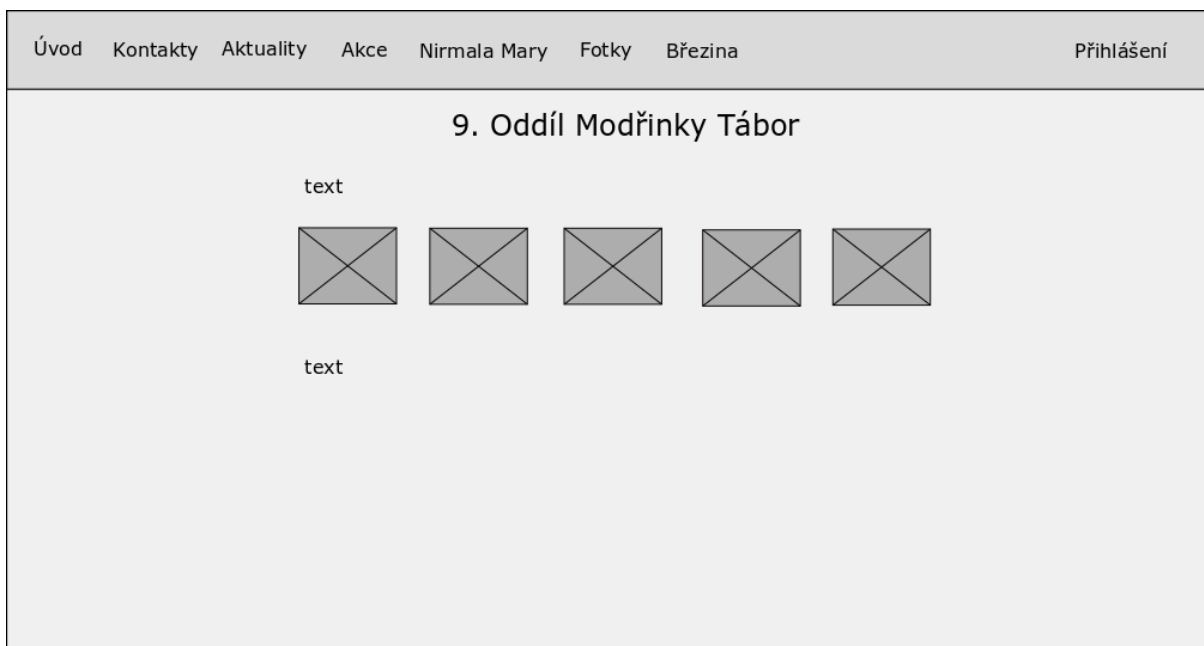 Úvod Kontakty Aktuality Akce Nirmala Mary Fotky Březina Přihlášení
9. Oddíl Modřinky Tábor
text
text